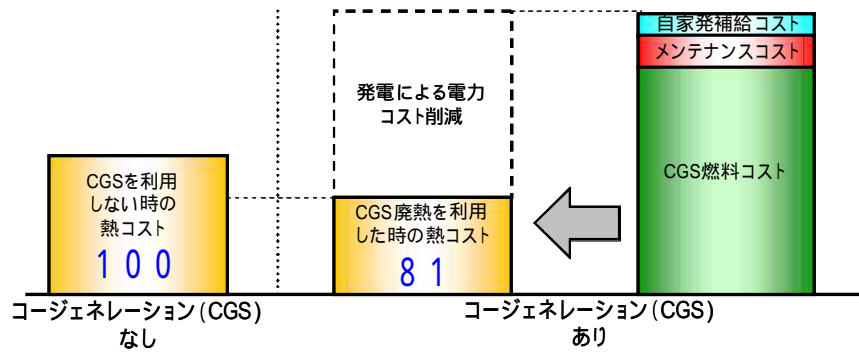 自家発補給コスト
メンテナンスコスト
CGS燃料コスト
発電による電力
コスト削減
CGSを利用
しない時の
熱コスト
100
CGS廃熱を利用
した時の熱コスト
81
コージェネレーション(CGS)
なし
コージェネレーション(CGS)
あり